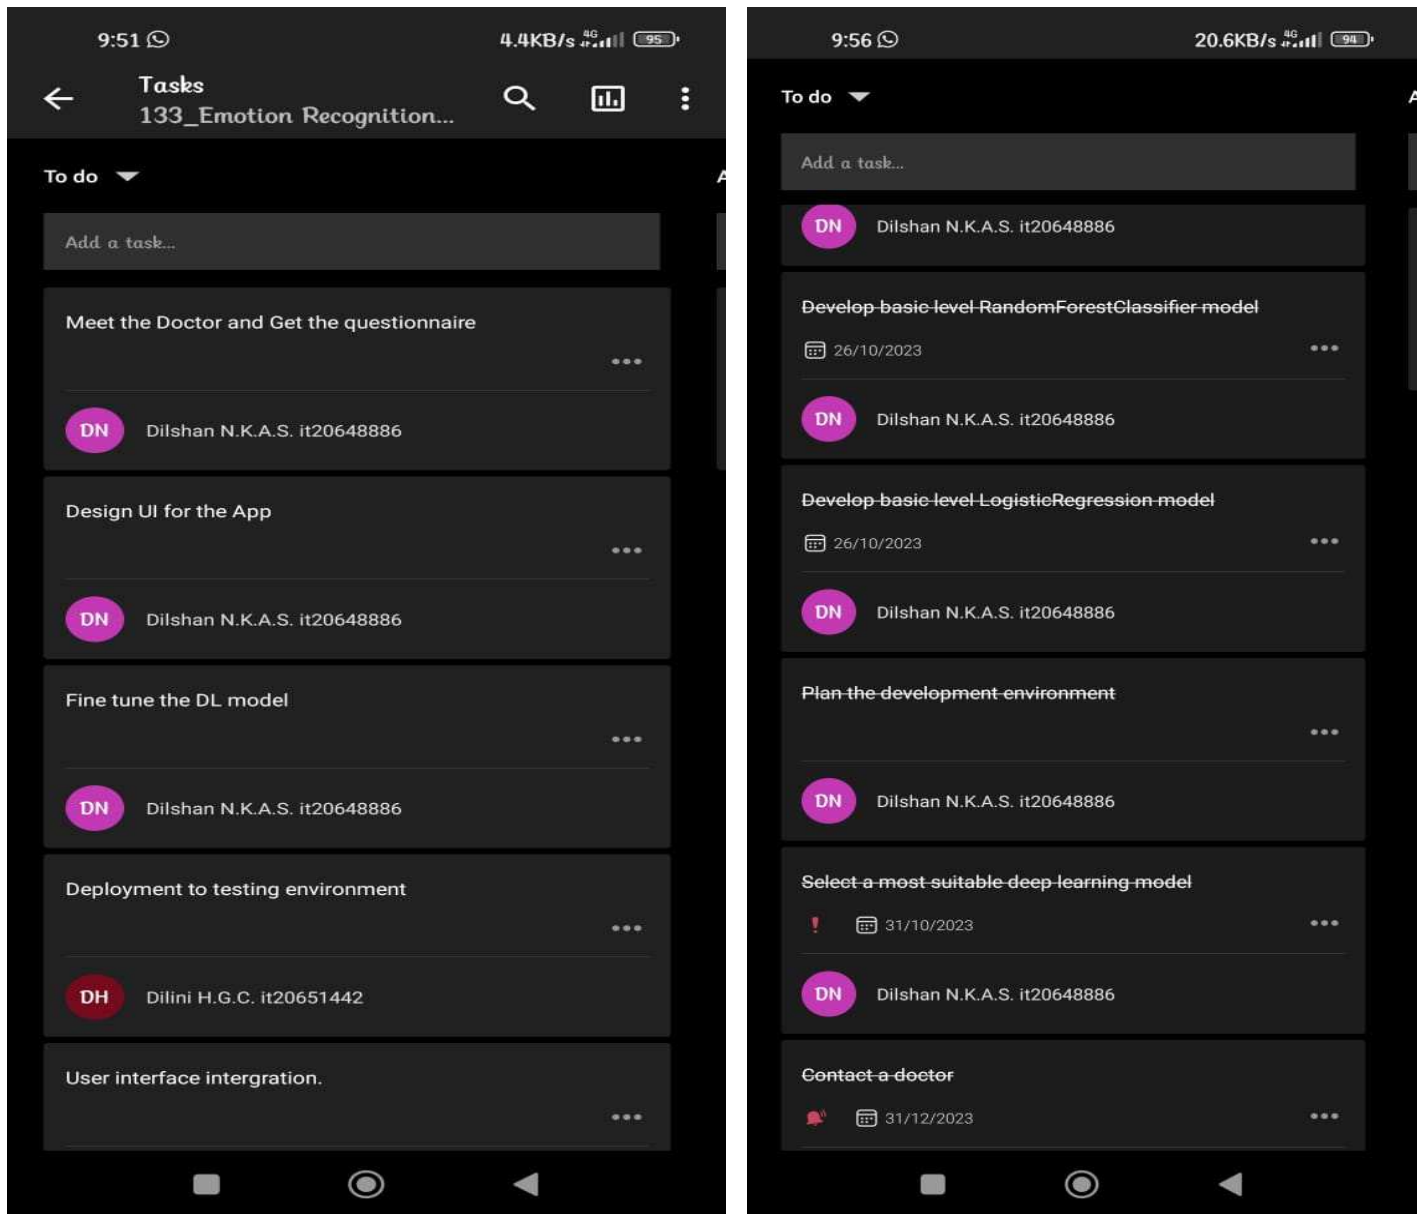 9:51
4.4KB/s 4G 95
Tasks
133_Emotion Recognition...
To do
A
Add a task...
Meet the Doctor and Get the questionnaire
DN Dilshan N.K.A.S. it20648886
Design UI for the App
DN Dilshan N.K.A.S. it20648886
Fine tune the DL model
DN Dilshan N.K.A.S. it20648886
Deployment to testing environment
DH Dilini H.G.C. it20651442
User interface intergration.
9:56
20.6KB/s 4G 94
To do
A
Add a task...
DN Dilshan N.K.A.S. it20648886
Develop basic level RandomForestClassifier model
26/10/2023
DN Dilshan N.K.A.S. it20648886
Develop basic level LogisticRegression model
26/10/2023
DN Dilshan N.K.A.S. it20648886
Plan the development environment
DN Dilshan N.K.A.S. it20648886
Select a most suitable deep learning model
! 31/10/2023
DN Dilshan N.K.A.S. it20648886
Contact a doctor
31/12/2023